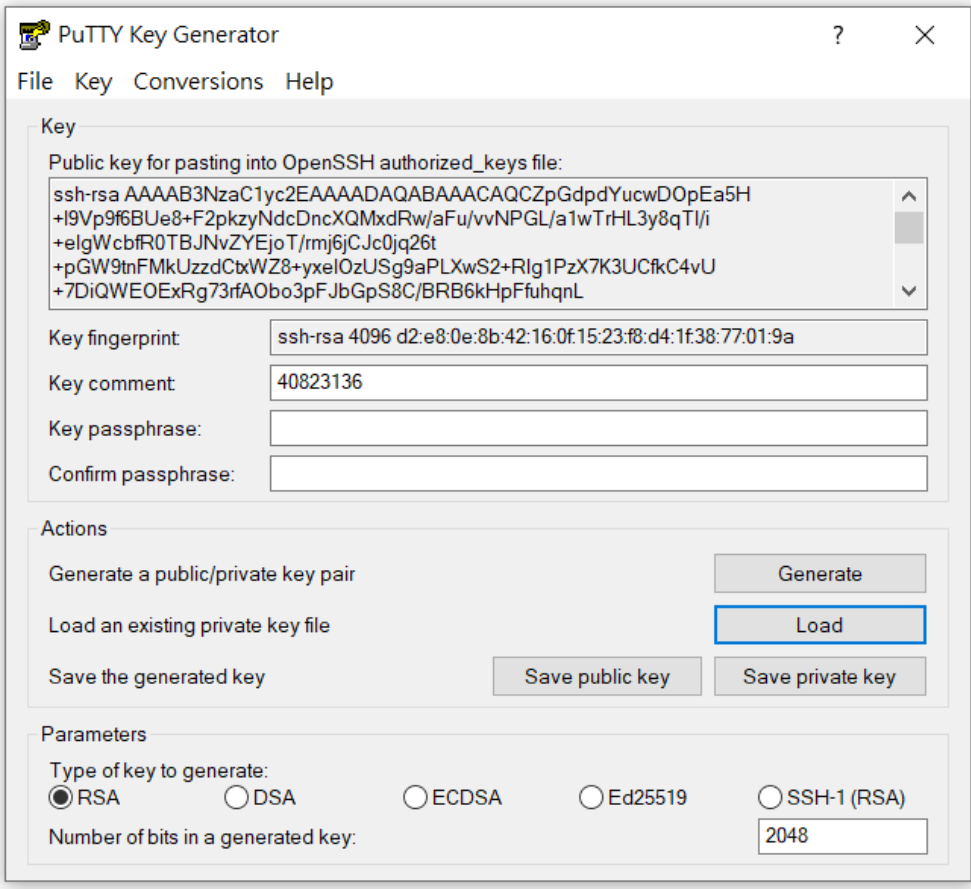 PuTTY Key Generator
?
File Key Conversions Help
Key
Public key for pasting into OpenSSH authorized_keys file:
ssh-rsa AAAAB3NzaC1yc2EAAAADAQABAAACAQCZpGdpdYucwDOpEa5H
+l9Vp9f6BUe8+F2pkzyNdcDncXQMxdRw/aFu/vvNPGL/a1wTrHL3y8qTl/i
+elgWcbfR0TBJNvZYEjoT/rmj6jCJc0jq26t
+pGW9tnFMkUzzdCtxWZ8+yxelOzUSg9aPLXwS2+RIg1PzX7K3UCfkC4vU
+7DiQWEOExRg73rfAObo3pFJbGpS8C/BRB6kHpFfuhqnL
Key fingerprint: ssh-rsa 4096 d2:e8:0e:8b:42:16:0f:15:23:f8:d4:1f:38:77:01:9a
Key comment: 40823136
Key passphrase:
Confirm passphrase:
Actions
Generate a public/private key pair Generate
Load an existing private key file Load
Save the generated key Save public key Save private key
Parameters
Type of key to generate:
RSA DSA ECDSA Ed25519 SSH-1 (RSA)
Number of bits in a generated key: 2048